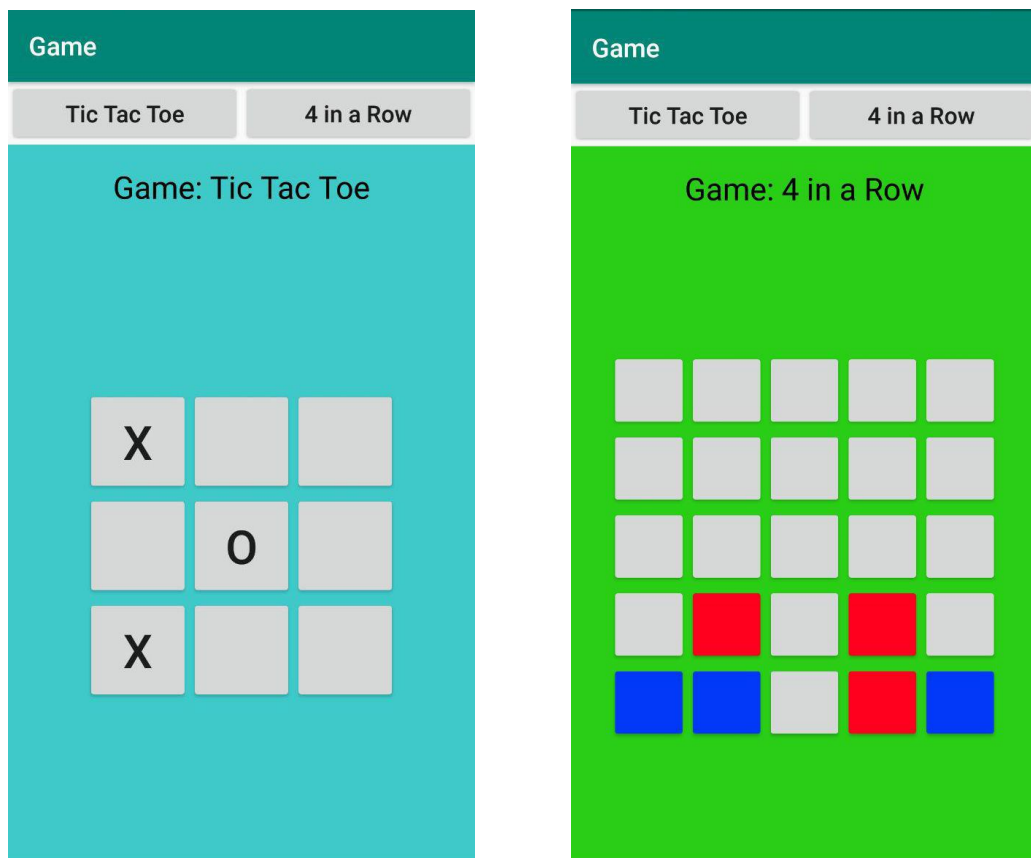 Game
Tic Tac Toe 4 in a Row
Game: Tic Tac Toe
X
O
X
Game
Tic Tac Toe 4 in a Row
Game: 4 in a Row